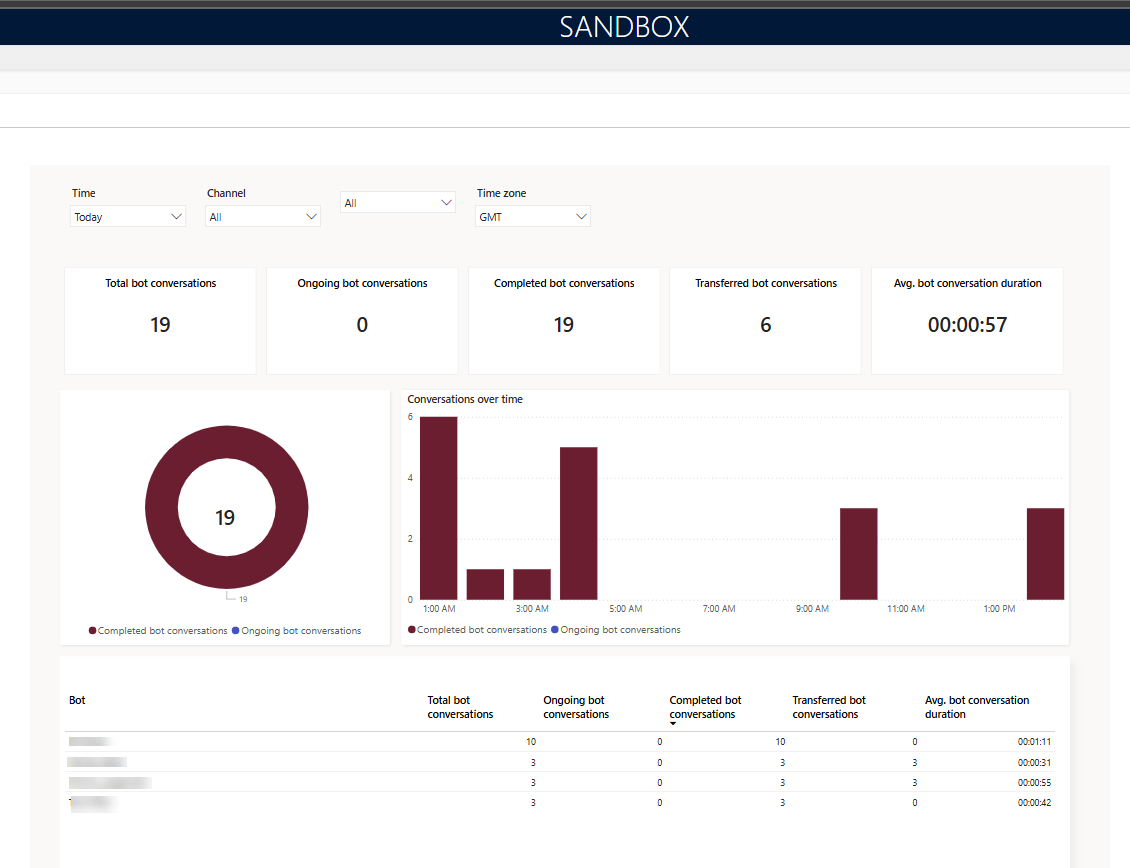 SANDBOX
Time
Channel
Time zone
Today
All
All
GMT
Total bot conversations
19
Ongoing bot conversations
0
Completed bot conversations
19
Transferred bot conversations
6
Avg. bot conversation duration
00:00:57
19
19
Completed bot conversations Ongoing bot conversations
Conversations over time
6
4
2
0
1:00 AM 3:00 AM 5:00 AM 7:00 AM 9:00 AM 11:00 AM 1:00 PM
Completed bot conversations Ongoing bot conversations
Bot
Total bot
conversations
Ongoing bot
conversations
Completed bot
conversations
Transferred bot
conversations
Avg. bot conversation
duration
10 0 10 0 00:01:11
3 0 3 3 00:00:31
3 0 3 3 00:00:55
3 0 3 0 00:00:42